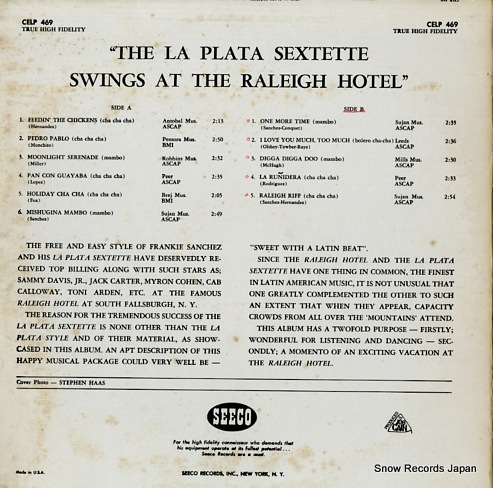 CELP 469
TRUE HIGH FIDELITY
CELP 469
TRUE HIGH FIDELITY
"THE LA PLATA SEXTETTE
SWINGS AT THE RALEIGH HOTEL"
SIDE A
1. FEEDIN' THE CHICKENS (cha cha cha) Antobal Mus. 2:13
(Hernandez) ASCAP
2. PEDRO PABLO (cha cha cha) Pemora Mus. 2:50
(Monchito) BMI
3. MOONLIGHT SERENADE (mambo) Robbins Mus. 2:32
(Miller) ASCAP
4. PAN CON GUAYABA (cha cha cha) Peer 2:35
(Lopez) ASCAP
5. HOLIDAY CHA CHA (cha cha cha) Brej Mus. 2:05
(Fox) BMI
6. MISHUGINA MAMBO (mambo) Sujan Mus. 2:49
(Sanchez) ASCAP
SIDE B
1. ONE MORE TIME (mambo) Sujan Mus. 2:35
(Sanchez-Conquet) ASCAP
2. I LOVE YOU MUCH, TOO MUCH (bolero cha-cha) Leeds 2:36
(Olshey-Towber-Raye) ASCAP
3. DIGGA DIGGA DOO (mambo) Mills Mus. 2:30
(McHugh) ASCAP
4. LA RUÑIDERA (cha cha cha) Peer 2:33
(Rodriguez) ASCAP
5. RALEIGH RIFF (cha cha cha) Sujan Mus. 2:54
(Sanchez-Hernandez) ASCAP
THE FREE AND EASY STYLE OF FRANKIE SANCHEZ
AND HIS LA PLATA SEXTETTE HAVE DESERVEDLY RE-
CEIVED TOP BILLING ALONG WITH SUCH STARS AS;
SAMMY DAVIS, JR., JACK CARTER, MYRON COHEN, CAB
CALLOWAY, TONI ARDEN, ETC. AT THE FAMOUS
RALEIGH HOTEL AT SOUTH FALLSBURGH, N. Y.
THE REASON FOR THE TREMENDOUS SUCCESS OF THE
LA PLATA SEXTETTE IS NONE OTHER THAN THE LA
PLATA STYLE AND OF THEIR MATERIAL, AS SHOW-
CASED IN THIS ALBUM. AN APT DESCRIPTION OF THIS
HAPPY MUSICAL PACKAGE COULD VERY WELL BE —
"SWEET WITH A LATIN BEAT".
SINCE THE RALEIGH HOTEL AND THE LA PLATA
SEXTETTE HAVE ONE THING IN COMMON, THE FINEST
IN LATIN AMERICAN MUSIC, IT IS NOT UNUSUAL THAT
ONE GREATLY COMPLEMENTED THE OTHER TO SUCH
AN EXTENT THAT WHEN THEY APPEAR, CAPACITY
CROWDS FROM ALL OVER THE 'MOUNTAINS' ATTEND.
THIS ALBUM HAS A TWOFOLD PURPOSE — FIRSTLY;
WONDERFUL FOR LISTENING AND DANCING — SEC-
ONDLY; A MOMENTO OF AN EXCITING VACATION AT
THE RALEIGH HOTEL.
Cover Photo — STEPHEN HAAS
SEECO
For the high fidelity connoisseur who demands that
his equipment operate at its fullest potential . . .
Seeco Records are a must.
Made in U.S.A.
SEECO RECORDS, INC., NEW YORK, N. Y.
Snow Records Japan